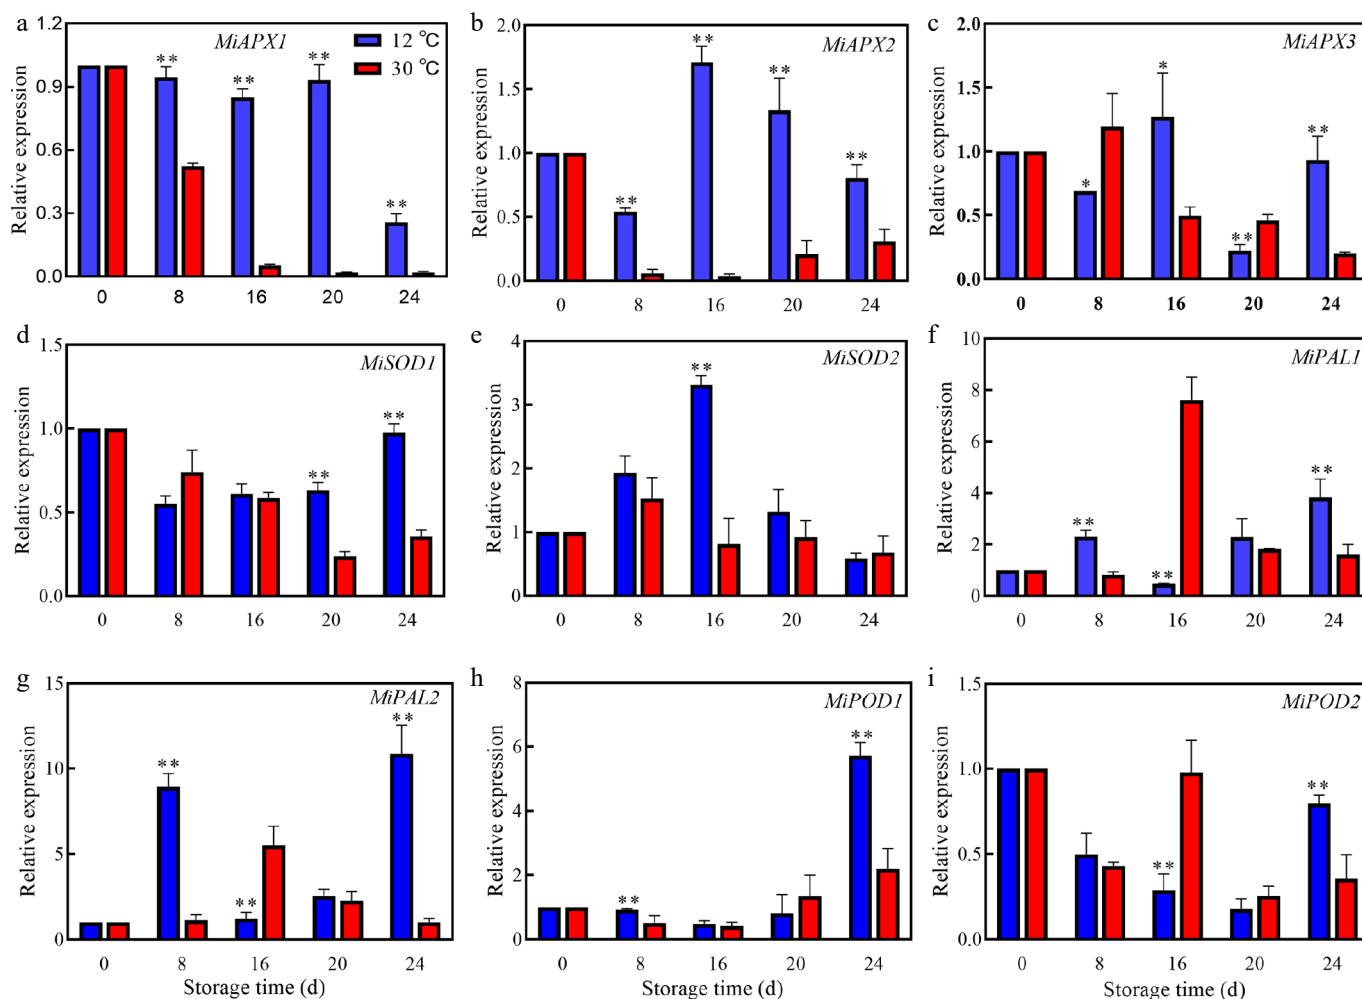 a
MiAPX1
12 ℃
30 ℃
Relative expression
1.2
0.9
0.6
0.3
0.0
** ** **
0 8 16 20 24
b
MiAPX2
Relative expression
2.0
1.5
1.0
0.5
0.0
** ** ** **
0 8 16 20 24
c
MiAPX3
Relative expression
2.0
1.5
1.0
0.5
0.0
* * ** **
0 8 16 20 24
d
MiSOD1
Relative expression
1.5
1.0
0.5
0.0
** **
0 8 16 20 24
e
MiSOD2
Relative expression
4
3
2
1
0
**
0 8 16 20 24
f
MiPAL1
Relative expression
10
8
6
4
2
0
** ** **
0 8 16 20 24
g
MiPAL2
Relative expression
15
10
5
0
** ** **
0 8 16 20 24
Storage time (d)
h
MiPOD1
Relative expression
8
6
4
2
0
** **
0 8 16 20 24
Storage time (d)
i
MiPOD2
Relative expression
1.5
1.0
0.5
0.0
** **
0 8 16 20 24
Storage time (d)